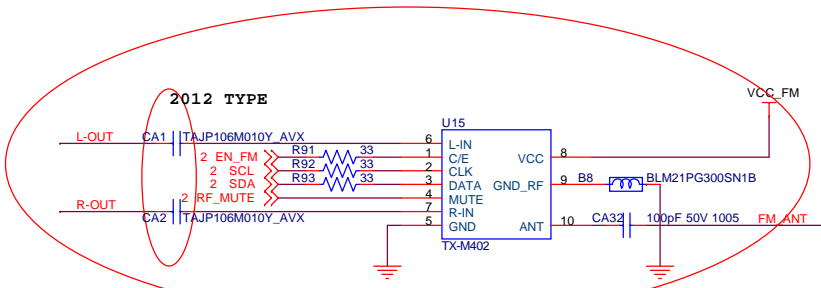 2012 TYPE
VCC_FM
U15
L-OUT CA1 TAJP106M010Y_AVX 6 L-IN
2 EN_FM R91 33 1 C/E VCC 8
2 SCL R92 33 2 CLK
2 SDA R93 33 3 DATA GND_RF 9 B8 BLM21PG300SN1B
2 RF_MUTE 4 MUTE
R-OUT CA2 TAJP106M010Y_AVX 7 R-IN
5 GND ANT 10 CA32 100pF 50V 1005 FM_ANT
TX-M402